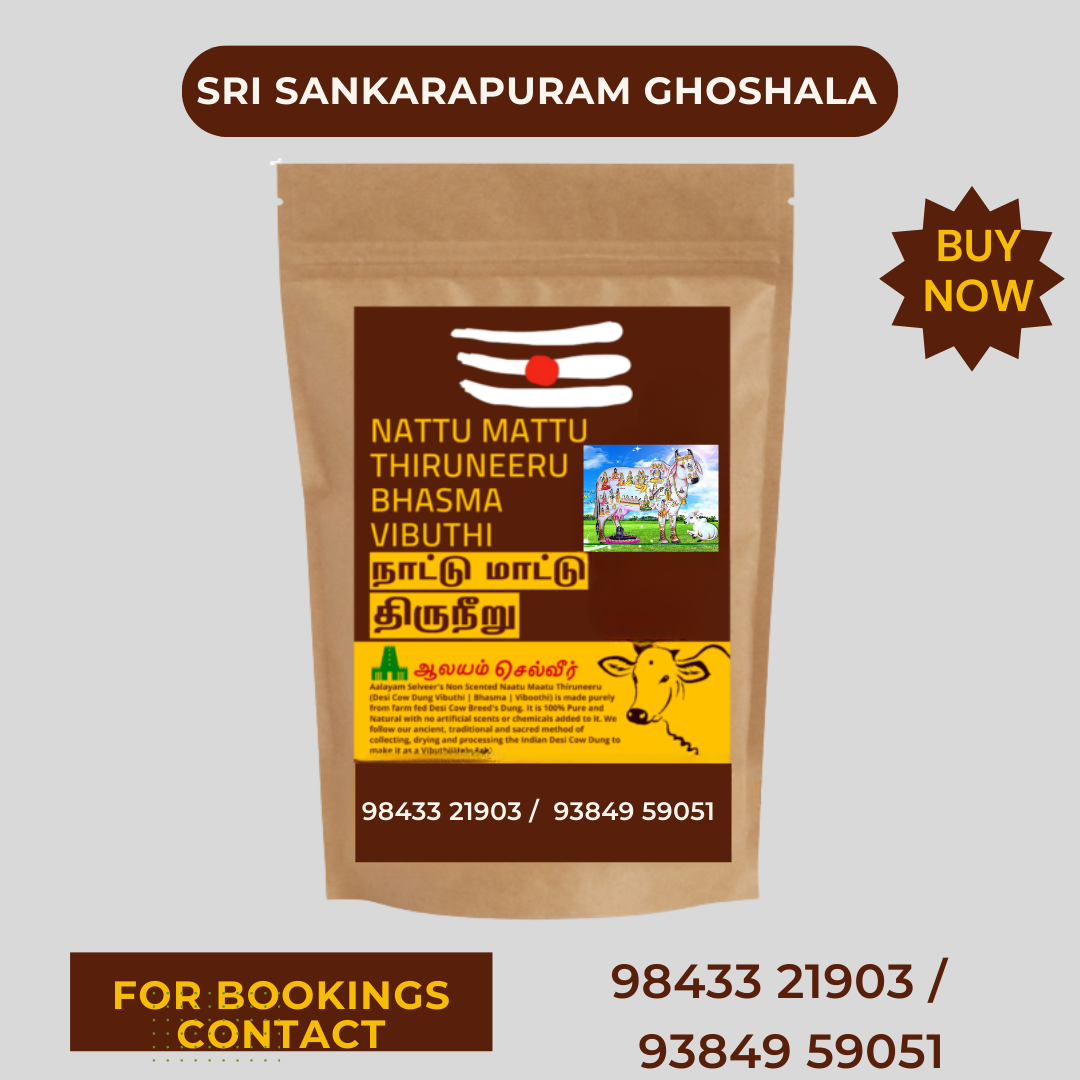 SRI SANKARAPURAM GHOSHALA
BUY
NOW
NATTU MATTU
THIRUNEERU
BHASMA
VIBUTHI
நாட்டு மாட்டு
திருநீறு
ஆலயம் செல்வீர்
Aalayam Selveer's Non Scented Naatu Maatu Thiruneeru
(Desi Cow Dung Vibuthi | Bhasma | Viboothi) is made purely
from farm fed Desi Cow Breed's Dung. It is 100% Pure and
Natural with no artificial scents or chemicals added to it. We
follow our ancient, traditional and sacred method of
collecting, drying and processing the Indian Desi Cow Dung to
make it as a Vibuthi
98433 21903 / 93849 59051
FOR BOOKINGS
CONTACT
98433 21903 /
93849 59051